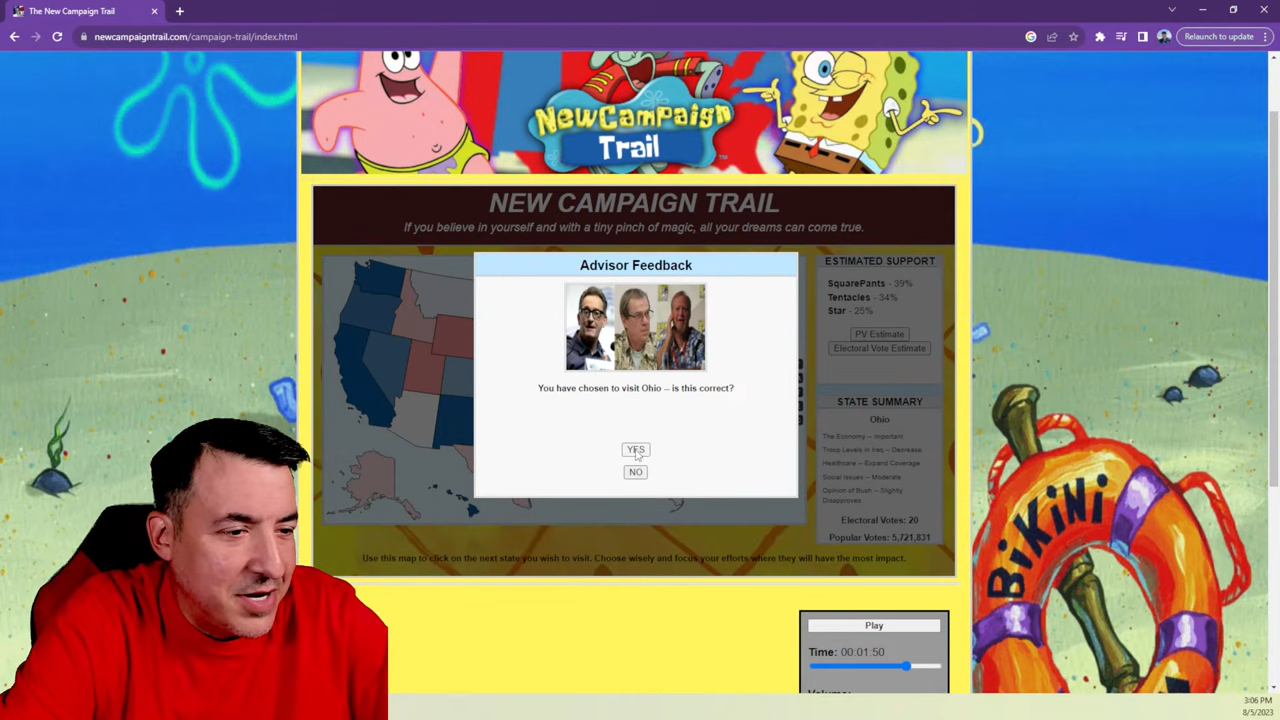 The New Campaign Trail
newcampaigntrail.com/campaign-trail/index.html
Relaunch to update
NewCampaign
Trail
NEW CAMPAIGN TRAIL
If you believe in yourself and with a tiny pinch of magic, all your dreams can come true.
Advisor Feedback
You have chosen to visit Ohio -- is this correct?
YES
NO
ESTIMATED SUPPORT
SquarePants - 39%
Tentacles - 34%
Star - 25%
PV Estimate
Electoral Vote Estimate
STATE SUMMARY
Ohio
The Economy -- Important
Troop Levels in Iraq -- Decrease
Healthcare -- Expand Coverage
Social Issues -- Moderate
Opinion of Bush -- Slightly
Disapproves
Electoral Votes: 20
Popular Votes: 5,721,831
Use this map to click on the next state you wish to visit. Choose wisely and focus your efforts where they will have the most impact.
Play
Time: 00:01:50
BiKiNi
3:06 PM
8/5/2023